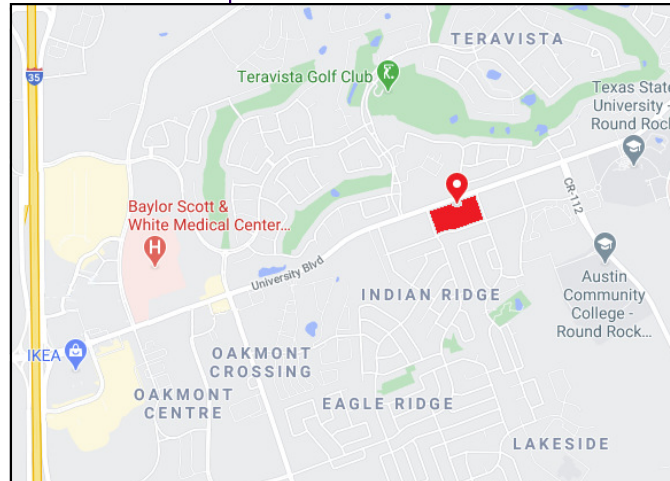 TERAVISTA
35
Teravista Golf Club
Texas State
University -
Round Rock...
CR-112
Baylor Scott &
White Medical Center...
H
University Blvd
Austin
Community
College -
Round Rock...
INDIAN RIDGE
IKEA
OAKMONT
CROSSING
OAKMONT
CENTRE
EAGLE RIDGE
LAKESIDE